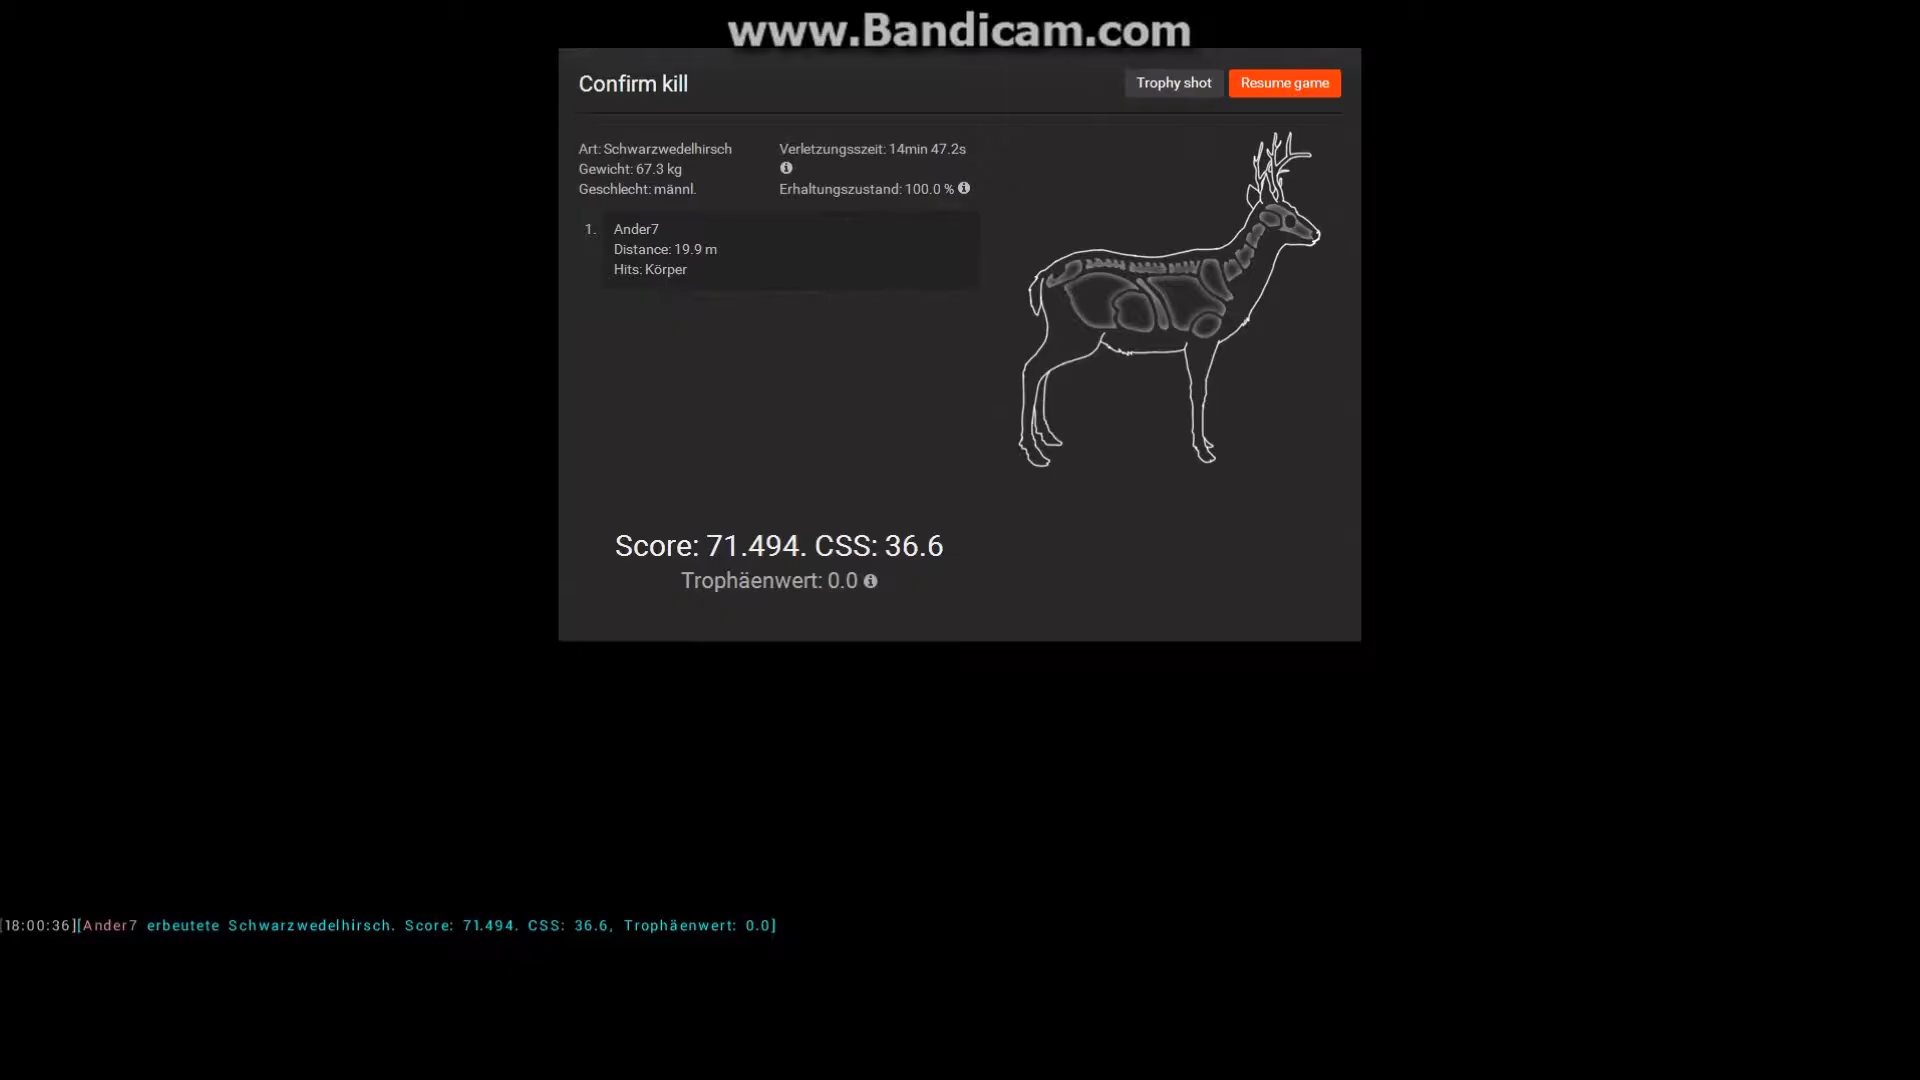 www.Bandicam.com
Confirm kill
Trophy shot
Resume game
Art: Schwarzwedelhirsch
Gewicht: 67.3 kg
Geschlecht: männl.
Verletzungsszeit: 14min 47.2s
Erhaltungszustand: 100.0 %
1. Ander7
Distance: 19.9 m
Hits: Körper
Score: 71.494. CSS: 36.6
Trophäenwert: 0.0
[18:00:36][Ander7 erbeutete Schwarzwedelhirsch. Score: 71.494. CSS: 36.6, Trophäenwert: 0.0]